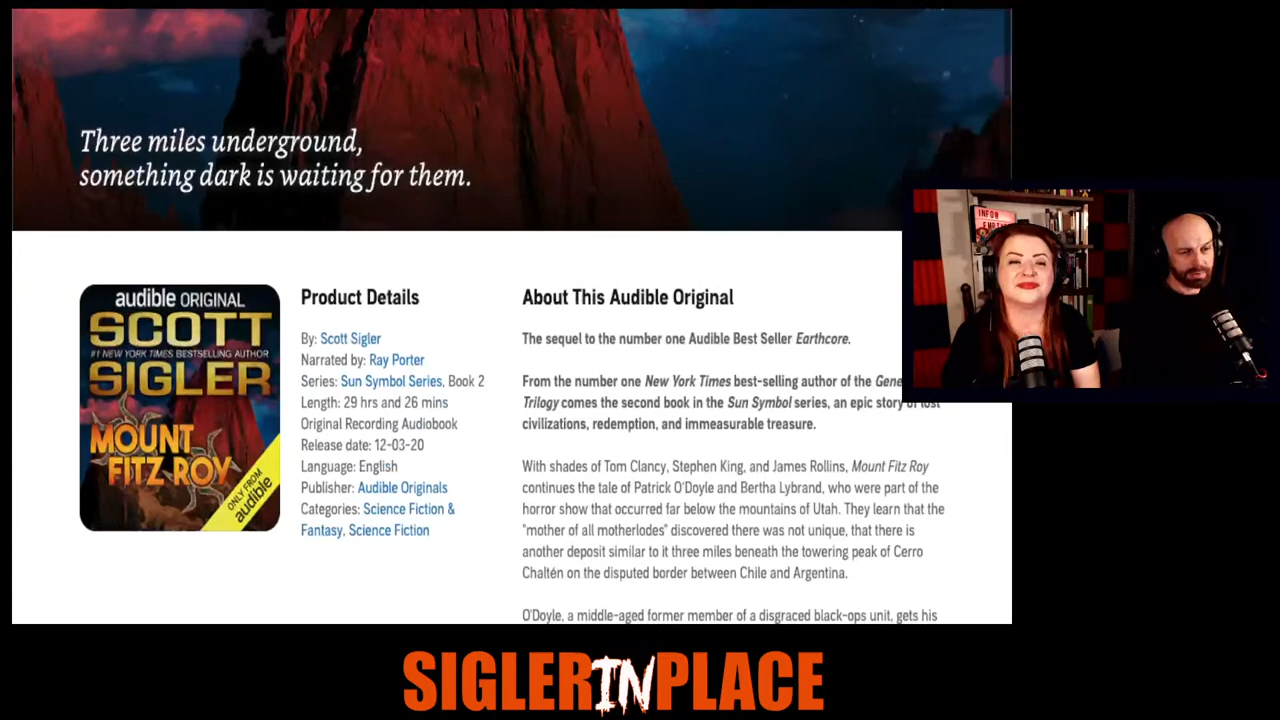 Three miles underground,
something dark is waiting for them.
audible ORIGINAL
SCOTT
#1 NEW YORK TIMES BESTSELLING AUTHOR
SIGLER
MOUNT
FITZ ROY
ONLY FROM
audible
Product Details
By: Scott Sigler
Narrated by: Ray Porter
Series: Sun Symbol Series, Book 2
Length: 29 hrs and 26 mins
Original Recording Audiobook
Release date: 12-03-20
Language: English
Publisher: Audible Originals
Categories: Science Fiction &
Fantasy, Science Fiction
About This Audible Original
The sequel to the number one Audible Best Seller Earthcore.
From the number one New York Times best-selling author of the
Trilogy comes the second book in the Sun Symbol series, an epic story of lost
civilizations, redemption, and immeasurable treasure.
With shades of Tom Clancy, Stephen King, and James Rollins, Mount Fitz Roy
continues the tale of Patrick O'Doyle and Bertha Lybrand, who were part of the
horror show that occurred far below the mountains of Utah. They learn that the
"mother of all motherlodes" discovered there was not unique, that there is
another deposit similar to it three miles beneath the towering peak of Cerro
Chaltén on the disputed border between Chile and Argentina.
O'Doyle, a middle-aged former member of a disgraced black-ops unit, gets his
SIGLER IN PLACE